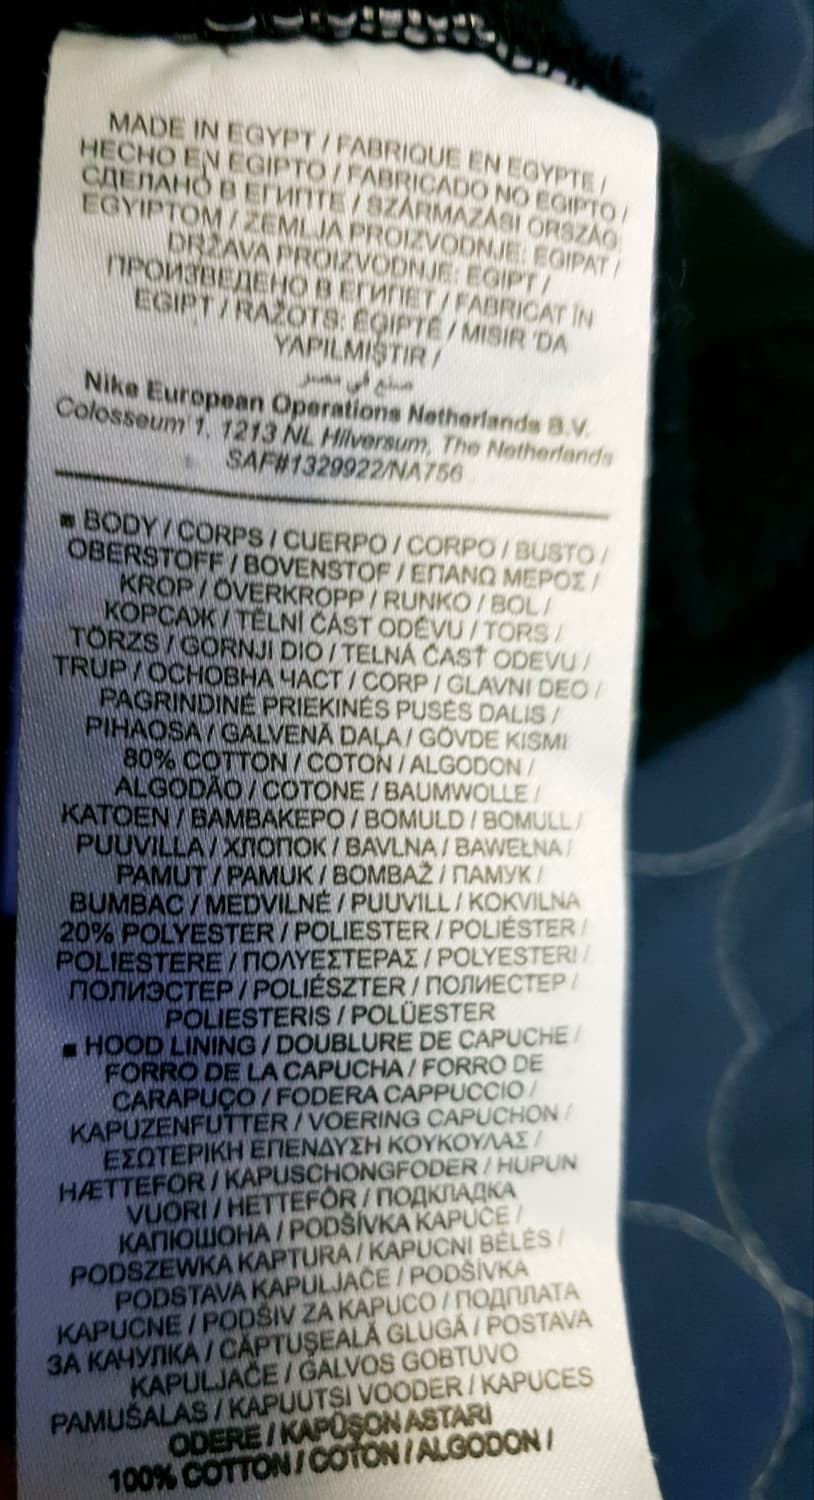 MADE IN EGYPT / FABRIQUE EN EGYPTE /
HECHO EN EGIPTO / FABRICADO NO EGIPTO /
СДЕЛАНО В ЕГИПТЕ / SZÁRMAZÁSI ORSZÁG:
EGYIPTOM / ZEMLJA PROIZVODNJE: EGIPAT /
DRŽAVA PROIZVODNJE: EGIPT /
ПРОИЗВЕДЕНО В ЕГИПЕТ / FABRICAT ÎN
EGIPT / RAŽOTS: ĒĢIPTĒ / MISIR 'DA
YAPILMIŞTIR /
صنع في مصر
Nike European Operations Netherlands B.V.
Colosseum 1, 1213 NL Hilversum, The Netherlands
SAF#1329922/NA756
■ BODY / CORPS / CUERPO / CORPO / BUSTO /
OBERSTOFF / BOVENSTOF / ΕΠΑΝΩ ΜΕΡΟΣ /
KROP / ÖVERKROPP / RUNKO / BOL /
КОРСАЖ / TĚLNÍ ČÁST ODĚVU / TORS /
TÖRZS / GORNJI DIO / TELNÁ ČASŤ ODEVU /
TRUP / ОСНОВНА ЧАСТ / CORP / GLAVNI DEO /
PAGRINDINĖ PRIEKINĖS PUSĖS DALIS /
PIHAOSA / GALVENĀ DAĻA / GÖVDE KISMI
80% COTTON / COTON / ALGODON /
ALGODÃO / COTONE / BAUMWOLLE /
KATOEN / ΒΑΜΒΑΚΕΡΟ / BOMULD / BOMULL /
PUUVILLA / ХЛОПОК / BAVLNA / BAWEŁNA /
PAMUT / PAMUK / BOMBAŽ / ПАМУК /
BUMBAC / MEDVILNĖ / PUUVILL / KOKVILNA
20% POLYESTER / POLIESTER / POLIÉSTER /
POLIESTERE / ΠΟΛΥΕΣΤΕΡΑΣ / POLYESTERI /
ПОЛИЭСТЕР / POLIÉSZTER / ПОЛИЕСТЕР /
POLIESTERIS / POLÜESTER
■ HOOD LINING / DOUBLURE DE CAPUCHE /
FORRO DE LA CAPUCHA / FORRO DE
CARAPUÇO / FODERA CAPPUCCIO /
KAPUZENFUTTER / VOERING CAPUCHON /
ΕΣΩΤΕΡΙΚΗ ΕΠΕΝΔΥΣΗ ΚΟΥΚΟΥΛΑΣ /
HÆTTEFOR / KAPUSCHONGFODER / HUPUN
VUORI / HETTEFÔR / ПОДКЛАДКА
КАПЮШОНА / PODŠÍVKA KAPUCE /
PODSZEWKA KAPTURA / KAPUCNI BÉLÉS /
PODSTAVA KAPULJAČE / PODŠÍVKA
KAPUCNE / PODŠIV ZA KAPUCO / ПОДПЛАТА
ЗА КАЧУЛКА / CĂPTUŞEALĂ GLUGĂ / POSTAVA
KAPULJAČE / GALVOS GOBTUVO
PAMUŠALAS / KAPUUTSI VOODER / KAPUCES
ODERE / KAPÜŞON ASTARI
100% COTTON / COTON / ALGODON /